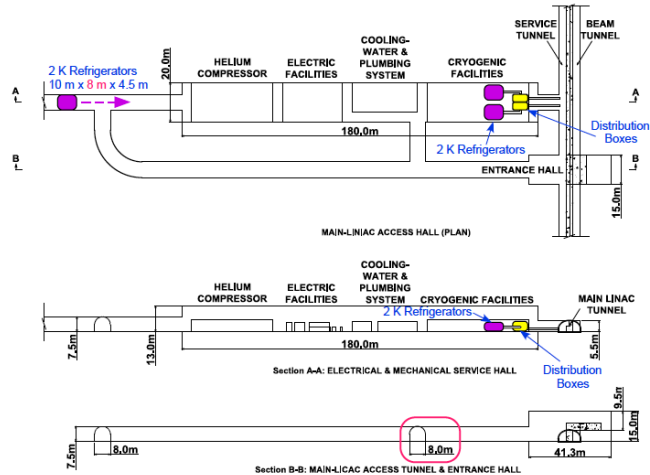 COOLING-
WATER &
PLUMBING
SYSTEM
SERVICE
TUNNEL
BEAM
TUNNEL
HELIUM
COMPRESSOR
ELECTRIC
FACILITIES
CRYOGENIC
FACILITIES
2 K Refrigerators
10 m x 8 m x 4.5 m
20.0m
A
A
180.0m
Distribution
Boxes
2 K Refrigerators
B
B
ENTRANCE HALL
15.0m
MAIN-LINIAC ACCESS HALL (PLAN)
COOLING-
WATER &
PLUMBING
SYSTEM
HELIUM
COMPRESSOR
ELECTRIC
FACILITIES
CRYOGENIC FACILITIES
2 K Refrigerators
MAIN LINAC
TUNNEL
7.5m
13.0m
180.0m
5.5m
Section A-A: ELECTRICAL & MECHANICAL SERVICE HALL
Distribution
Boxes
9.5m
15.0m
7.5m
8.0m
8.0m
41.3m
Section B-B: MAIN-LICAC ACCESS TUNNEL & ENTRANCE HALL